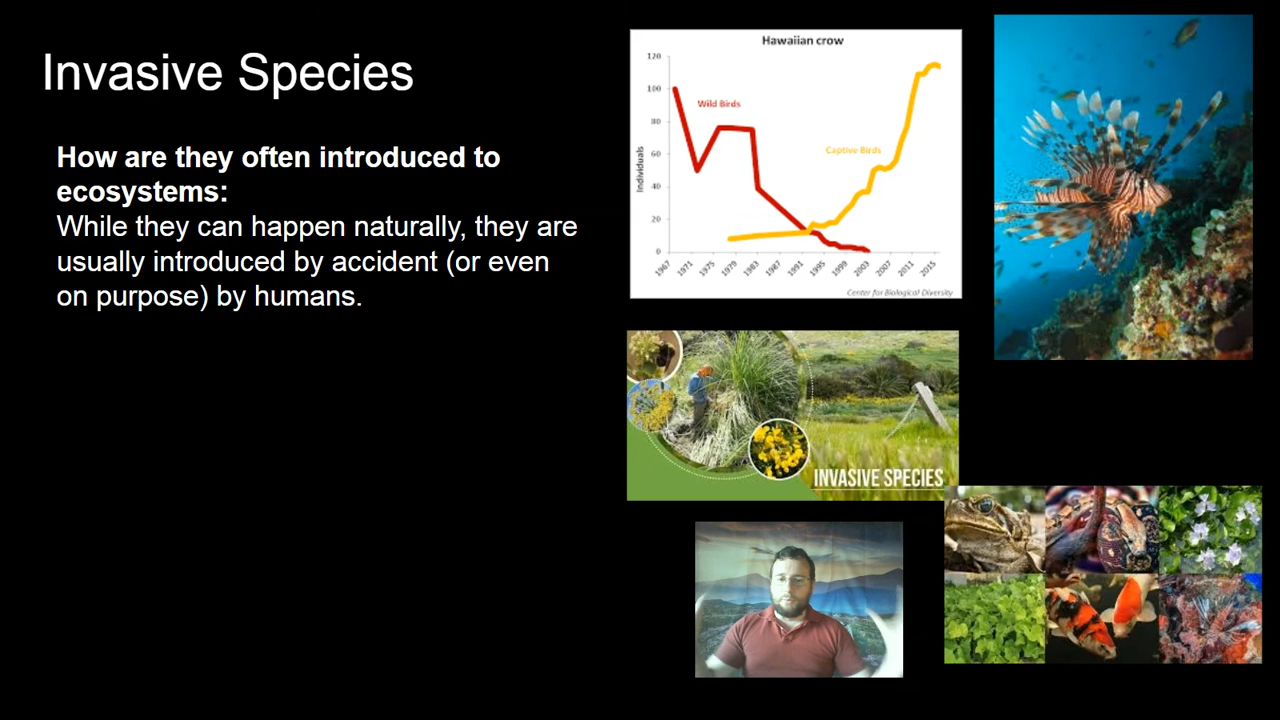 Invasive Species
How are they often introduced to
ecosystems:
While they can happen naturally, they are
usually introduced by accident (or even
on purpose) by humans.
Hawaiian crow
120
100
80
60
40
20
0
Individuals
Wild Birds
Captive Birds
1967 1971 1975 1979 1983 1987 1991 1995 1999 2003 2007 2011 2015
Center for Biological Diversity
INVASIVE SPECIES